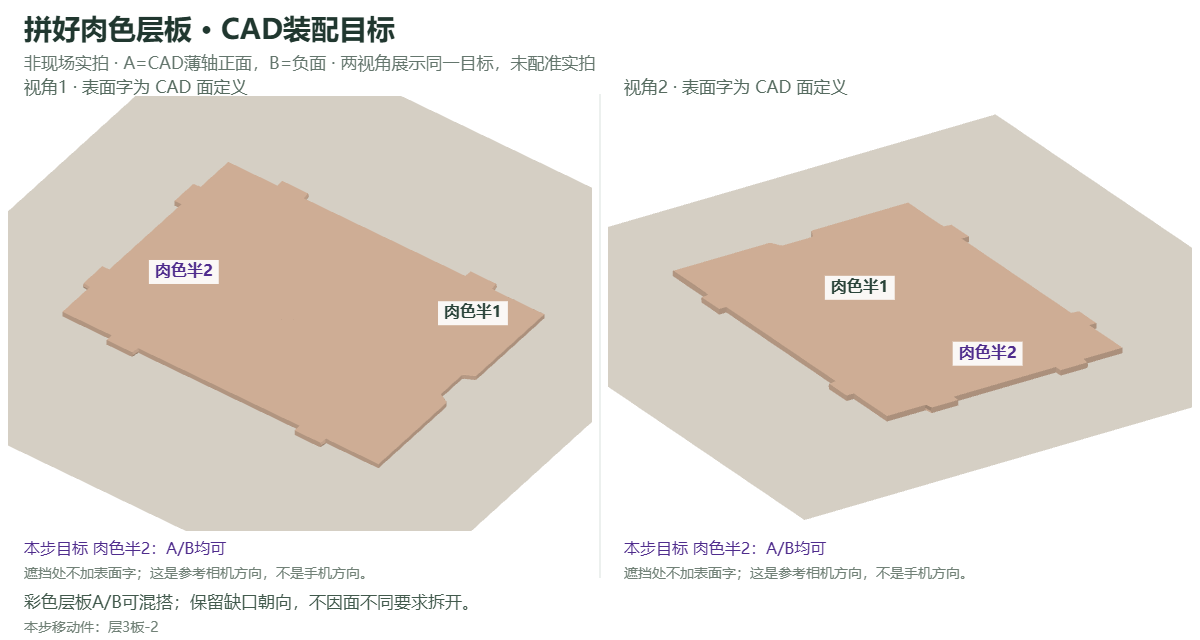 拼好肉色层板 · CAD装配目标
非现场实拍 · A=CAD薄轴正面，B=负面 · 两视角展示同一目标，未配准实拍
视角1 · 表面字为 CAD 面定义
视角2 · 表面字为 CAD 面定义
肉色半2
肉色半1
肉色半1
肉色半2
本步目标 肉色半2：A/B均可
本步目标 肉色半2：A/B均可
遮挡处不加表面字；这是参考相机方向，不是手机方向。
遮挡处不加表面字；这是参考相机方向，不是手机方向。
彩色层板A/B可混搭；保留缺口朝向，不因面不同要求拆开。
本步移动件：层3板-2